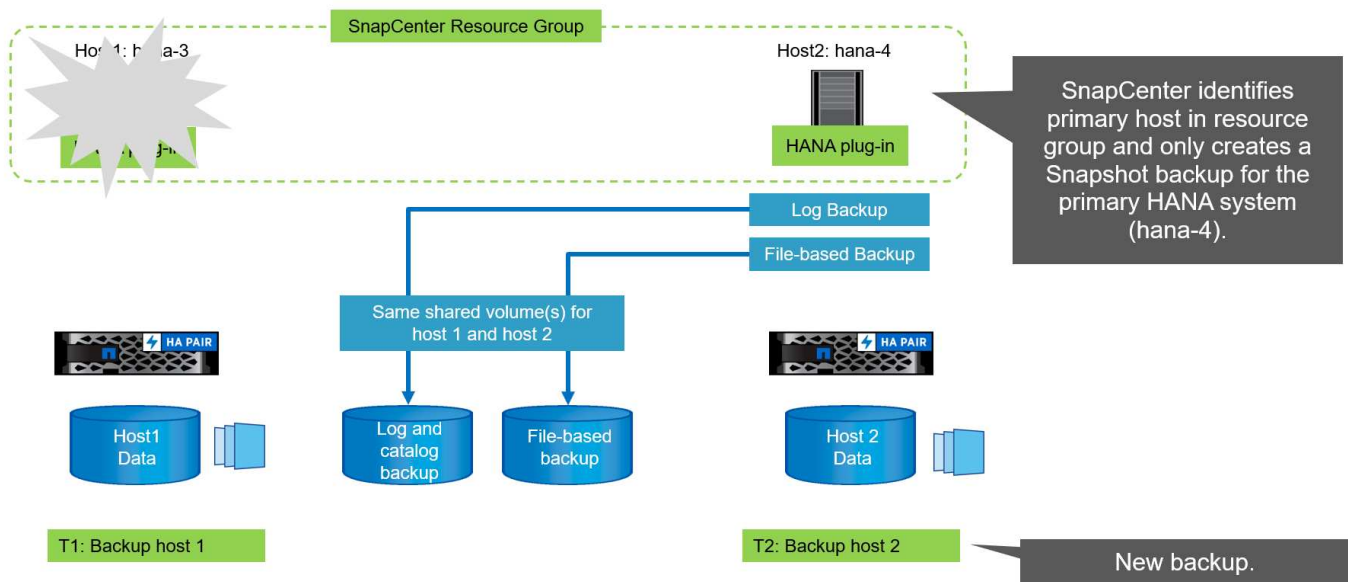 SnapCenter Resource Group
Host1: hana-3
Host2: hana-4
HANA plug-in
SnapCenter identifies
primary host in resource
group and only creates a
Snapshot backup for the
primary HANA system
(hana-4).
Log Backup
File-based Backup
Same shared volume(s) for
host 1 and host 2
HA PAIR
HA PAIR
Host1
Data
Log and
catalog
backup
File-based
backup
Host 2
Data
T1: Backup host 1
T2: Backup host 2
New backup.